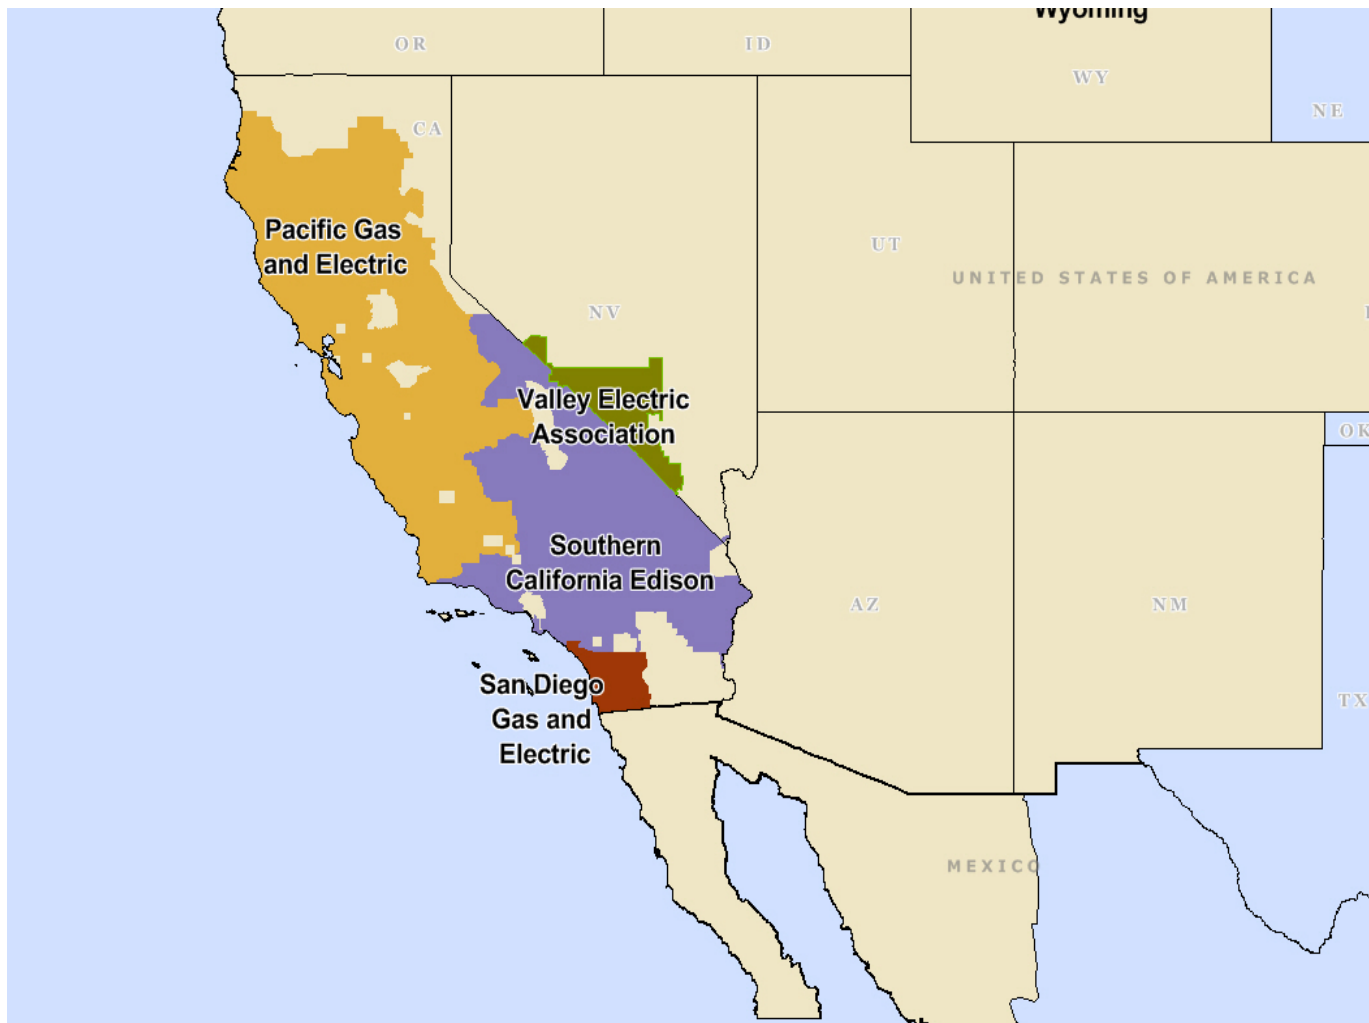 Wyoming
OR
ID
WY
NE
CA
Pacific Gas
and Electric
UT
UNITED STATES OF AMERICA
NV
Valley Electric
Association
OK
Southern
California Edison
AZ
NM
San Diego
Gas and
Electric
TX
MEXICO